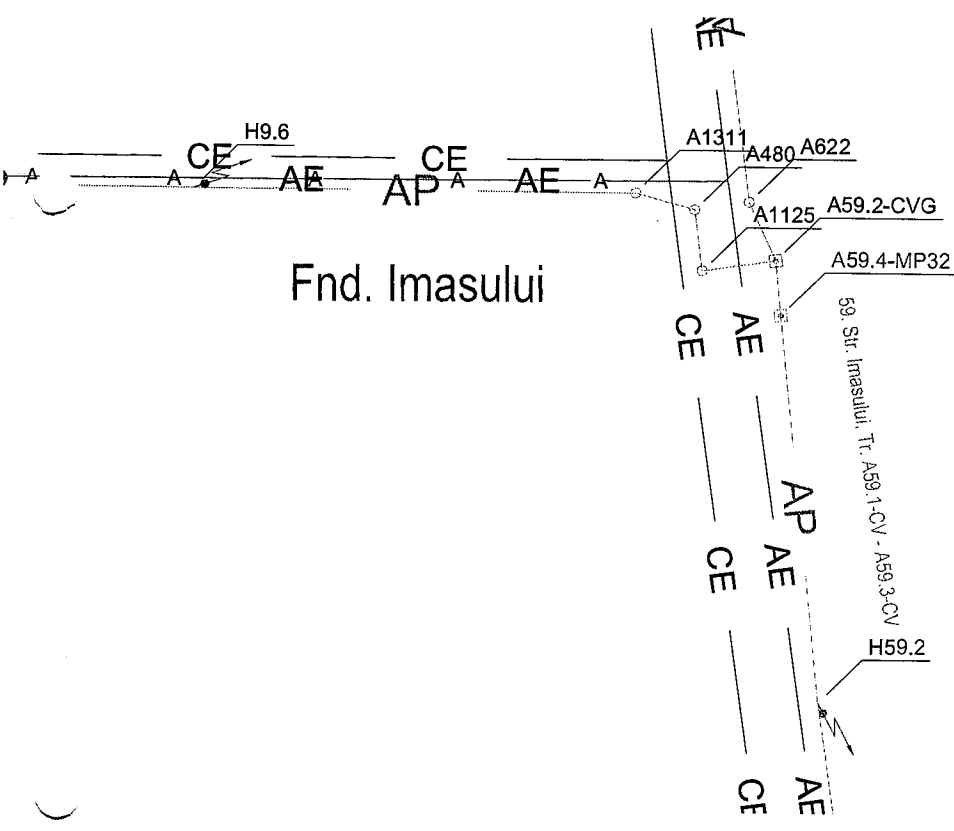 AE
H9.6
A1311
A622
CE
CE
A480
A
A
AE
A
AP
A
AE
A
A59.2-CVG
A1125
A59.4-MP32
Fnd. Imasului
CE
AE
59. Str. Imasului, Tr. A59.1-CV - A59.3-CV
AP
CE
AE
H59.2
CE
AE